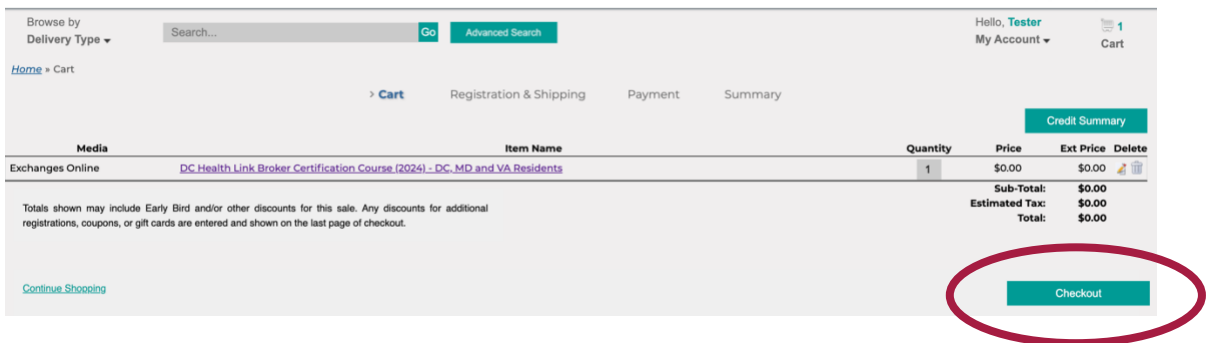 Browse by
Delivery Type
Search...
Go
Advanced Search
Hello, Tester
My Account
1
Cart
Home » Cart
> Cart Registration & Shipping Payment Summary
Credit Summary
Media Item Name Quantity Price Ext Price Delete
Exchanges Online DC Health Link Broker Certification Course (2024) - DC, MD and VA Residents 1 $0.00 $0.00
Sub-Total: $0.00
Estimated Tax: $0.00
Total: $0.00
Totals shown may include Early Bird and/or other discounts for this sale. Any discounts for additional
registrations, coupons, or gift cards are entered and shown on the last page of checkout.
Continue Shopping
Checkout